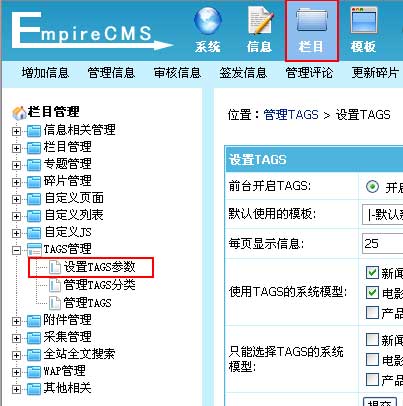 EmpireCMS
系统 信息 栏目 模板
增加信息 管理信息 审核信息 签发信息 管理评论 更新碎片
栏目管理
信息相关管理
栏目管理
专题管理
碎片管理
自定义页面
自定义列表
自定义JS
TAGS管理
设置TAGS参数
管理TAGS分类
管理TAGS
附件管理
采集管理
全站全文搜索
WAP管理
其他相关
位置：管理TAGS > 设置TAGS
设置TAGS
前台开启TAGS: 开启
默认使用的模板: |-默认
每页显示信息: 25
使用TAGS的系统模型: 新闻
电影
产品
只能选择TAGS的系统模型: 新闻
电影
产品
提交